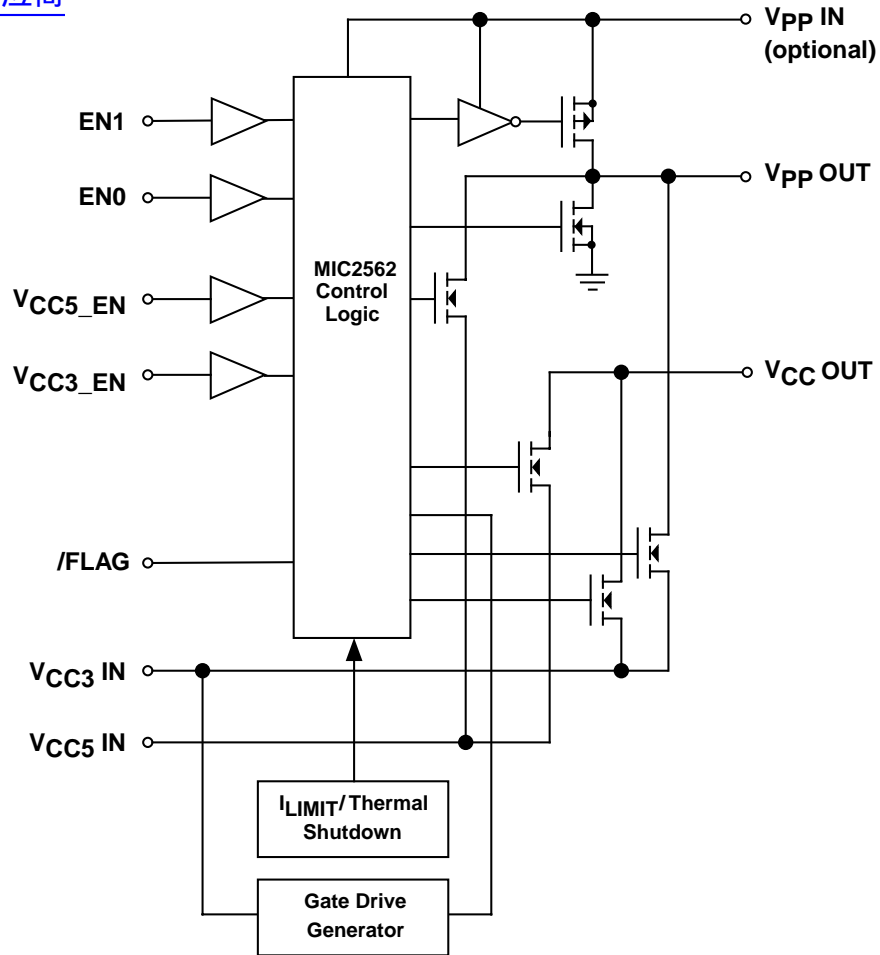 VPP IN
(optional)
EN1
EN0
VPP OUT
MIC2562
Control
Logic
VCC5_EN
VCC3_EN
VCC OUT
/FLAG
VCC3 IN
VCC5 IN
ILIMIT/Thermal
Shutdown
Gate Drive
Generator